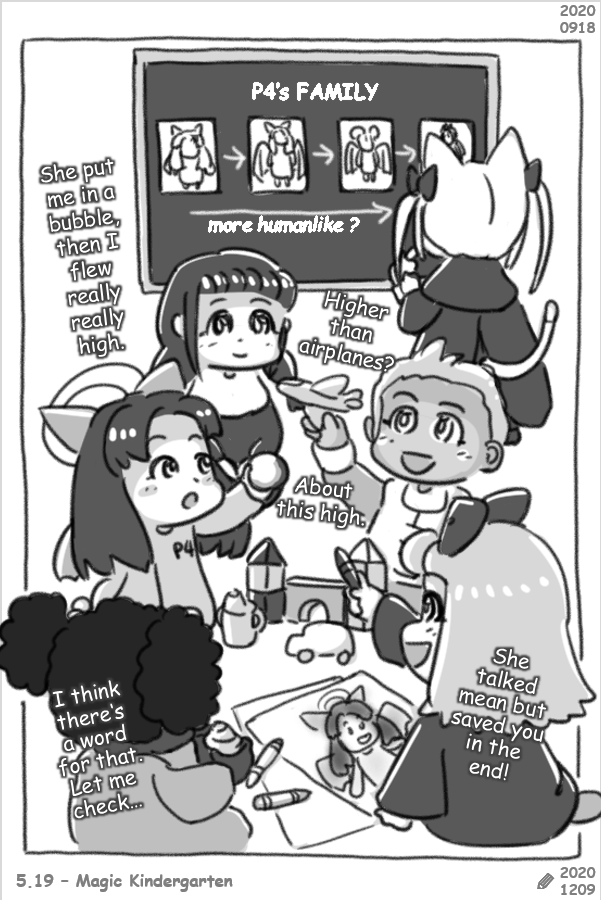 2020
0918
P4's FAMILY
more humanlike ?
She put
me in a
bubble,
then I
flew
really
really
high.
Higher
than
airplanes?
About
this high.
P4
She
talked
mean but
saved you
in the
end!
I think
there's
a word
for that.
Let me
check...
5.19 – Magic Kindergarten
2020
1209